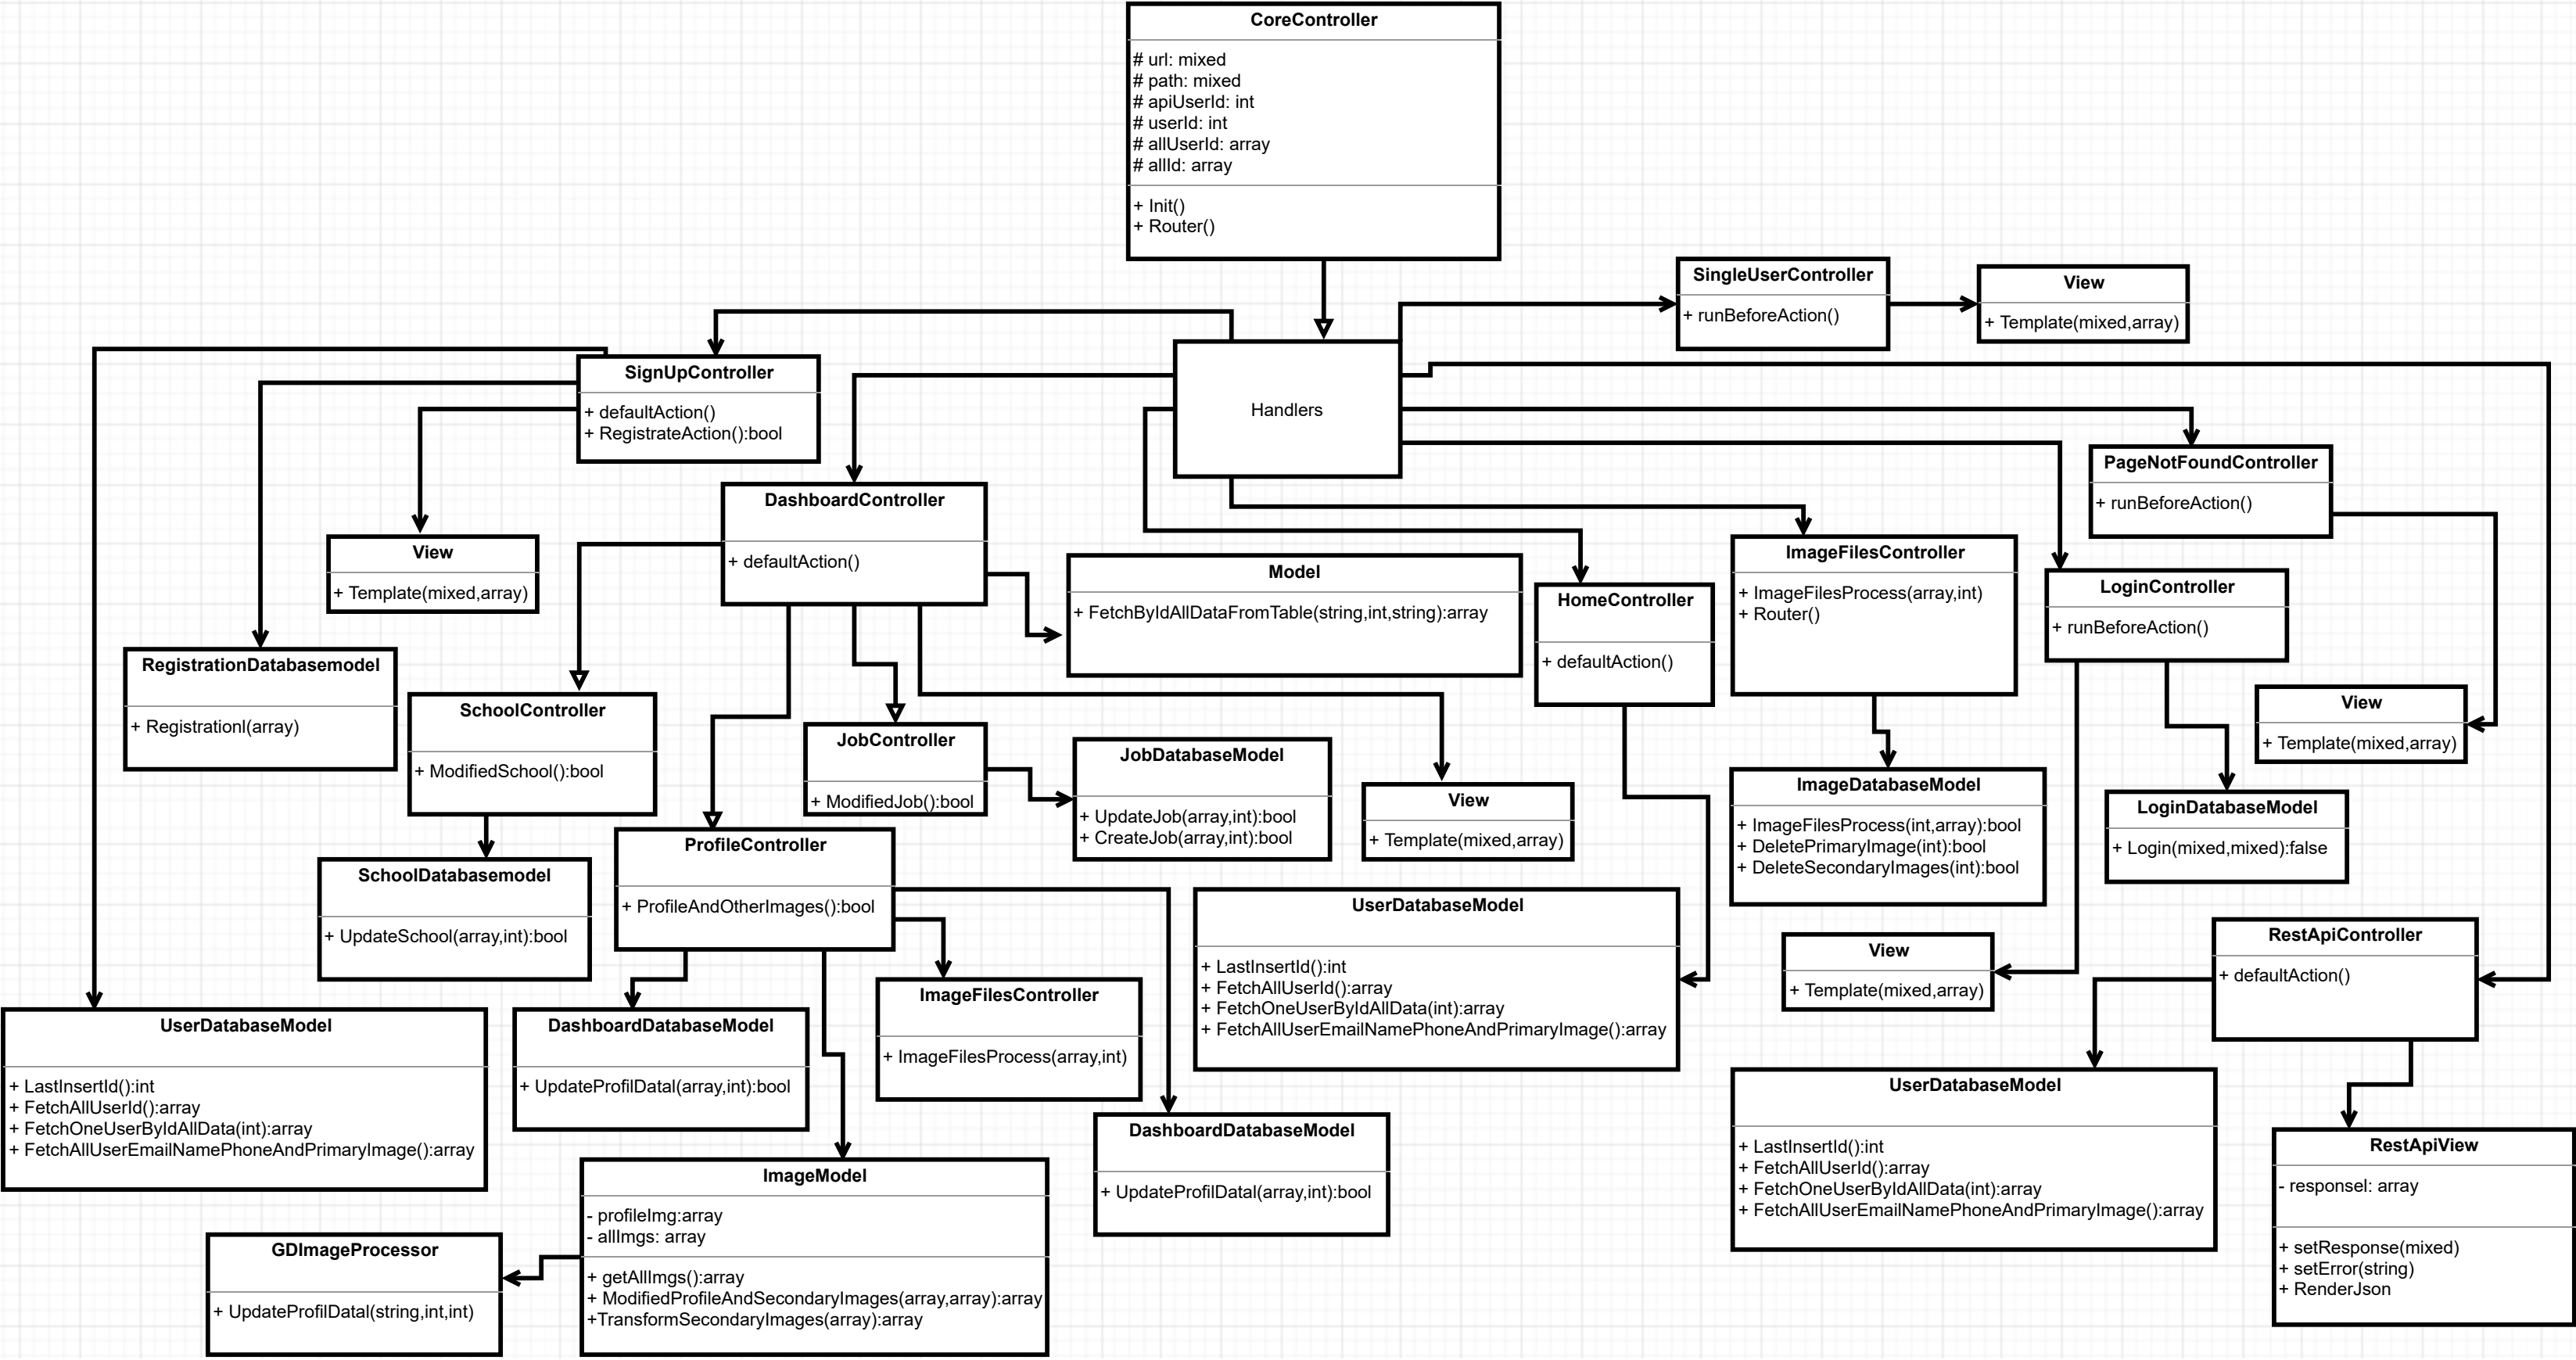 CoreController
# url: mixed
# path: mixed
# apiUserId: int
# userId: int
# allUserId: array
# allId: array
+ Init()
+ Router()
SingleUserController
+ runBeforeAction()
View
+ Template(mixed,array)
SignUpController
+ defaultAction()
+ RegistrateAction():bool
Handlers
PageNotFoundController
+ runBeforeAction()
DashboardController
+ defaultAction()
View
+ Template(mixed,array)
Model
+ FetchByIdAllDataFromTable(string,int,string):array
HomeController
+ defaultAction()
ImageFilesController
+ ImageFilesProcess(array,int)
+ Router()
LoginController
+ runBeforeAction()
RegistrationDatabasemodel
+ Registrationl(array)
SchoolController
+ ModifiedSchool():bool
JobController
+ ModifiedJob():bool
JobDatabaseModel
+ UpdateJob(array,int):bool
+ CreateJob(array,int):bool
View
+ Template(mixed,array)
ImageDatabaseModel
+ ImageFilesProcess(int,array):bool
+ DeletePrimaryImage(int):bool
+ DeleteSecondaryImages(int):bool
View
+ Template(mixed,array)
LoginDatabaseModel
+ Login(mixed,mixed):false
SchoolDatabasemodel
+ UpdateSchool(array,int):bool
ProfileController
+ ProfileAndOtherImages():bool
UserDatabaseModel
+ LastInsertId():int
+ FetchAllUserId():array
+ FetchOneUserByIdAllData(int):array
+ FetchAllUserEmailNamePhoneAndPrimaryImage():array
View
+ Template(mixed,array)
RestApiController
+ defaultAction()
UserDatabaseModel
+ LastInsertId():int
+ FetchAllUserId():array
+ FetchOneUserByIdAllData(int):array
+ FetchAllUserEmailNamePhoneAndPrimaryImage():array
DashboardDatabaseModel
+ UpdateProfilDatal(array,int):bool
ImageFilesController
+ ImageFilesProcess(array,int)
DashboardDatabaseModel
+ UpdateProfilDatal(array,int):bool
UserDatabaseModel
+ LastInsertId():int
+ FetchAllUserId():array
+ FetchOneUserByIdAllData(int):array
+ FetchAllUserEmailNamePhoneAndPrimaryImage():array
RestApiView
- responsel: array
+ setResponse(mixed)
+ setError(string)
+ RenderJson
GDImageProcessor
+ UpdateProfilDatal(string,int,int)
ImageModel
- profileImg:array
- allImgs: array
+ getAllImgs():array
+ ModifiedProfileAndSecondaryImages(array,array):array
+TransformSecondaryImages(array):array